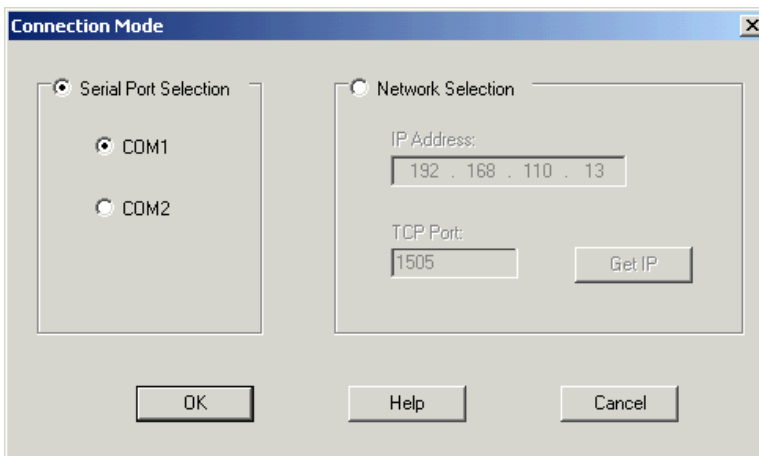 Connection Mode
Serial Port Selection
COM1
COM2
Network Selection
IP Address:
192 . 168 . 110 . 13
TCP Port:
1505
Get IP
OK
Help
Cancel